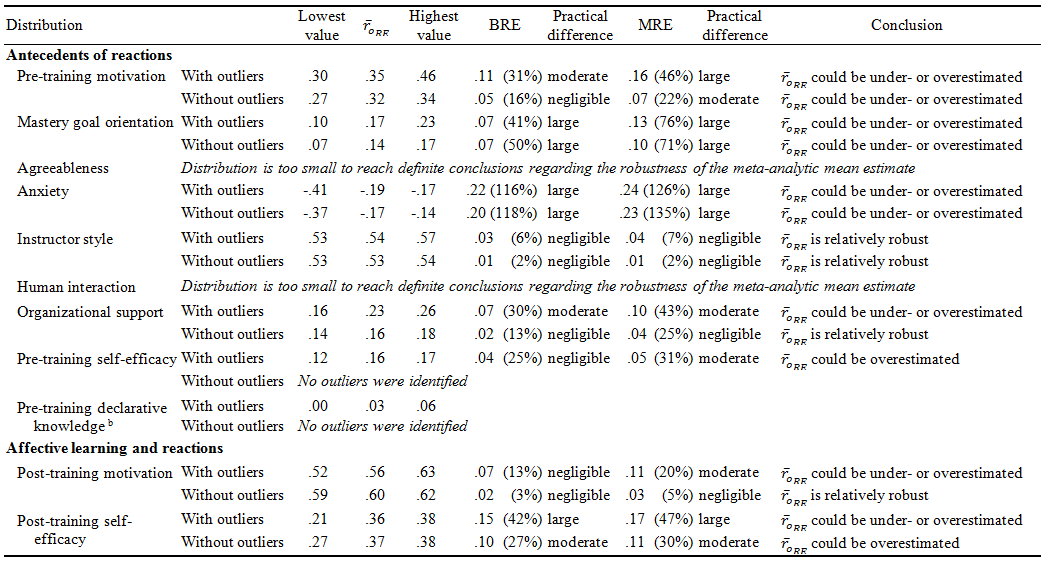 Distribution Lowest value r̄oRE Highest value BRE Practical difference MRE Practical difference Conclusion
Antecedents of reactions
Pre-training motivation With outliers .30 .35 .46 .11 (31%) moderate .16 (46%) large r̄oRE could be under- or overestimated
Without outliers .27 .32 .34 .05 (16%) negligible .07 (22%) moderate r̄oRE could be under- or overestimated
Mastery goal orientation With outliers .10 .17 .23 .07 (41%) large .13 (76%) large r̄oRE could be under- or overestimated
Without outliers .07 .14 .17 .07 (50%) large .10 (71%) large r̄oRE could be under- or overestimated
Agreeableness Distribution is too small to reach definite conclusions regarding the robustness of the meta-analytic mean estimate
Anxiety With outliers -.41 -.19 -.17 .22 (116%) large .24 (126%) large r̄oRE could be under- or overestimated
Without outliers -.37 -.17 -.14 .20 (118%) large .23 (135%) large r̄oRE could be under- or overestimated
Instructor style With outliers .53 .54 .57 .03 (6%) negligible .04 (7%) negligible r̄oRE is relatively robust
Without outliers .53 .53 .54 .01 (2%) negligible .01 (2%) negligible r̄oRE is relatively robust
Human interaction Distribution is too small to reach definite conclusions regarding the robustness of the meta-analytic mean estimate
Organizational support With outliers .16 .23 .26 .07 (30%) moderate .10 (43%) large r̄oRE could be under- or overestimated
Without outliers .14 .16 .18 .02 (13%) negligible .04 (25%) negligible r̄oRE is relatively robust
Pre-training self-efficacy With outliers .12 .16 .17 .04 (25%) negligible .05 (31%) moderate r̄oRE could be overestimated
Without outliers No outliers were identified
Pre-training declarative With outliers .00 .03 .06
knowledge b Without outliers No outliers were identified
Affective learning and reactions
Post-training motivation With outliers .52 .56 .63 .07 (13%) negligible .11 (20%) moderate r̄oRE could be under- or overestimated
Without outliers .59 .60 .62 .02 (3%) negligible .03 (5%) negligible r̄oRE is relatively robust
Post-training self- With outliers .21 .36 .38 .15 (42%) large .17 (47%) large r̄oRE could be under- or overestimated
efficacy Without outliers .27 .37 .38 .10 (27%) moderate .11 (30%) moderate r̄oRE could be overestimated